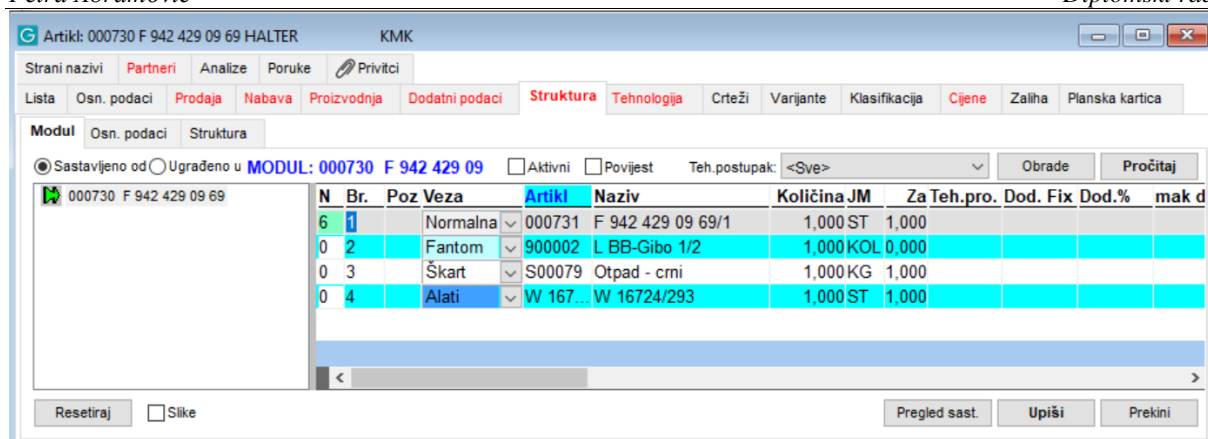 Artikl: 000730 F 942 429 09 69 HALTER KMK
Strani nazivi Partneri Analize Poruke Privitci
Lista Osn. podaci Prodaja Nabava Proizvodnja Dodatni podaci Struktura Tehnologija Crteži Varijante Klasifikacija Cijene Zaliha Planska kartica
Modul Osn. podaci Struktura
Sastavljeno od Ugrađeno u MODUL: 000730 F 942 429 09 Aktivni Povijest Teh.postupak: <Sve> Obrade Pročitaj
000730 F 942 429 09 69
N Br. Poz Veza Artikl Naziv Količina JM Za Teh.pro. Dod. Fix Dod.% mak d
6 1 Normalna 000731 F 942 429 09 69/1 1,000 ST 1,000
0 2 Fantom 900002 L BB-Gibo 1/2 1,000 KOL 0,000
0 3 Škart S00079 Otpad - crni 1,000 KG 1,000
0 4 Alati W 167... W 16724/293 1,000 ST 1,000
Resetiraj Slike Pregled sast. Upiši Prekini